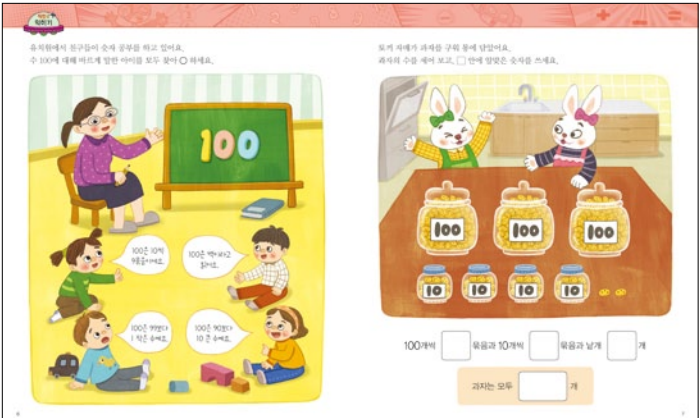 유치원에서 친구들이 숫자 공부를 하고 있어요.
수 100에 대해 바르게 말한 아이를 모두 찾아 ○ 하세요.
100
100은 10씩
9묶음이에요.
100은 백이라고
읽어요.
100은 99보다
1 작은 수예요.
100은 90보다
10 큰 수예요.
토끼 자매가 과자를 구워 통에 담았어요.
과자의 수를 세어 보고, □ 안에 알맞은 숫자를 쓰세요.
100 100 100
10 10 10 10
100개씩 □ 묶음과 10개씩 □ 묶음과 낱개 □ 개
과자는 모두 □ 개